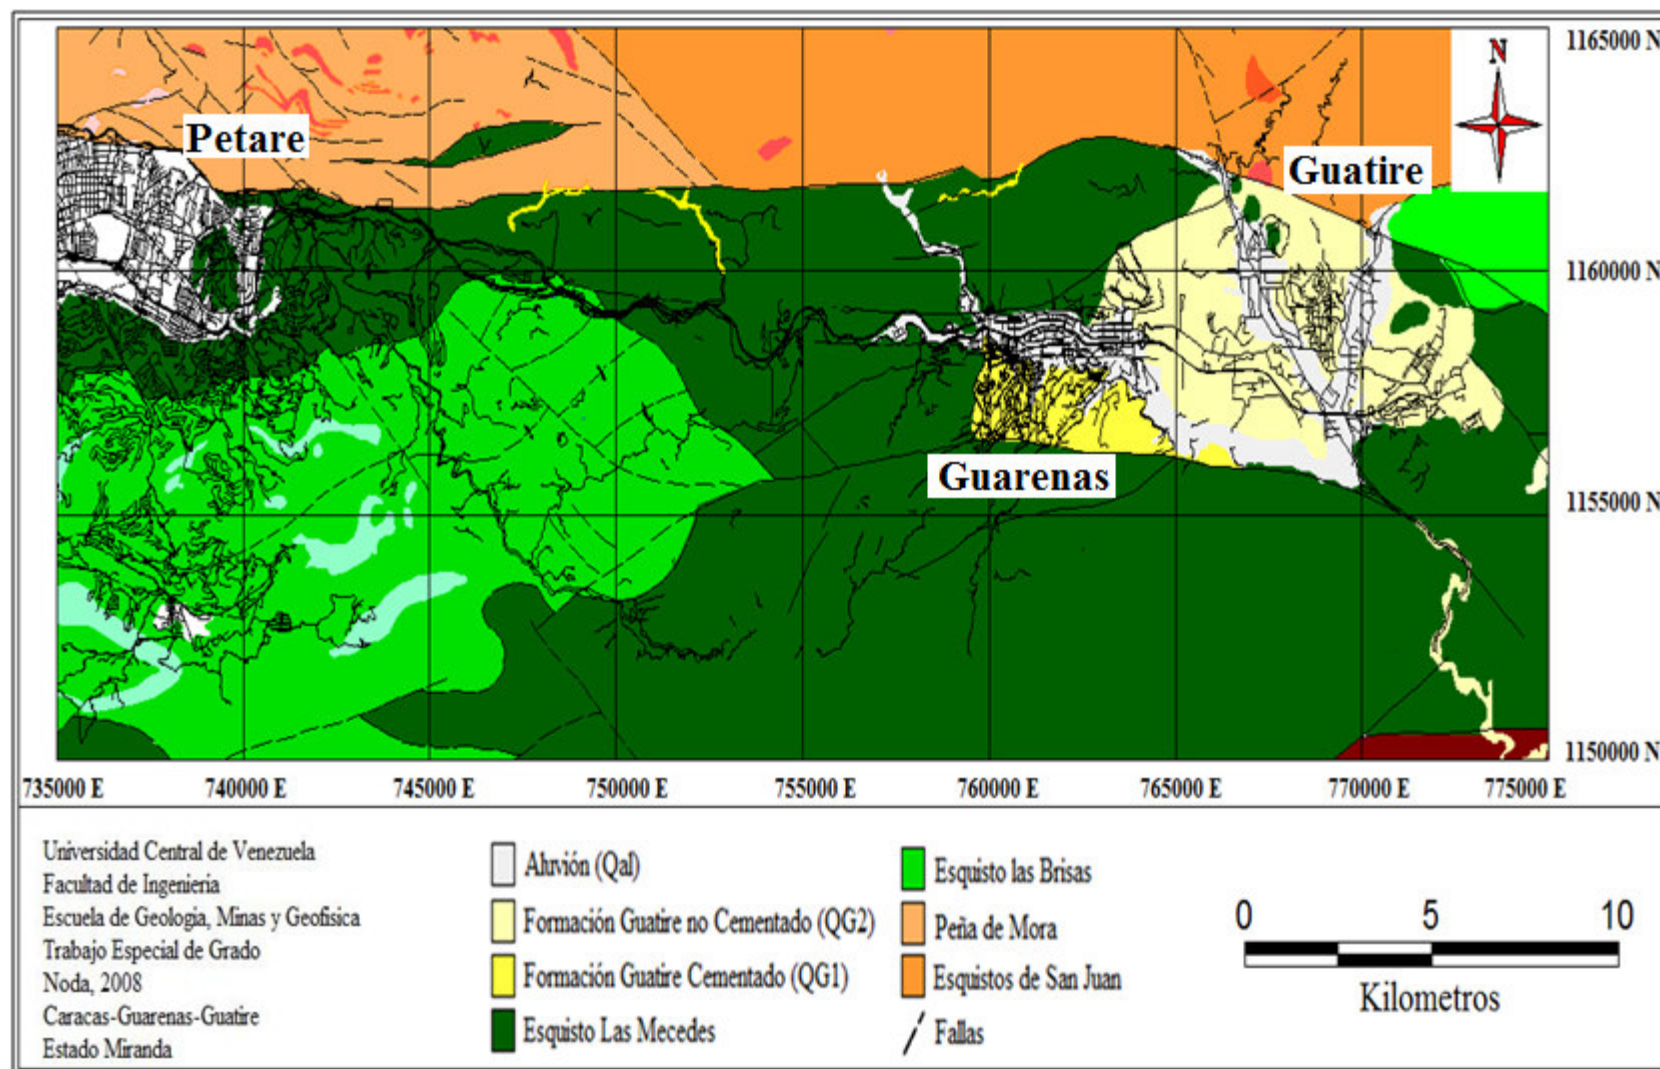 1165000 N
N
Petare
Guatire
1160000 N
Guarenas
1155000 N
1150000 N
735000 E
740000 E
745000 E
750000 E
755000 E
760000 E
765000 E
770000 E
775000 E
Universidad Central de Venezuela
Facultad de Ingenieria
Escuela de Geologia, Minas y Geofisica
Trabajo Especial de Grado
Noda, 2008
Caracas-Guarenas-Guatire
Estado Miranda
Aluvión (Qal)
Formación Guatire no Cementado (QG2)
Formación Guatire Cementado (QG1)
Esquisto Las Mecedes
Esquisto las Brisas
Peña de Mora
Esquistos de San Juan
Fallas
0 5 10
Kilometros